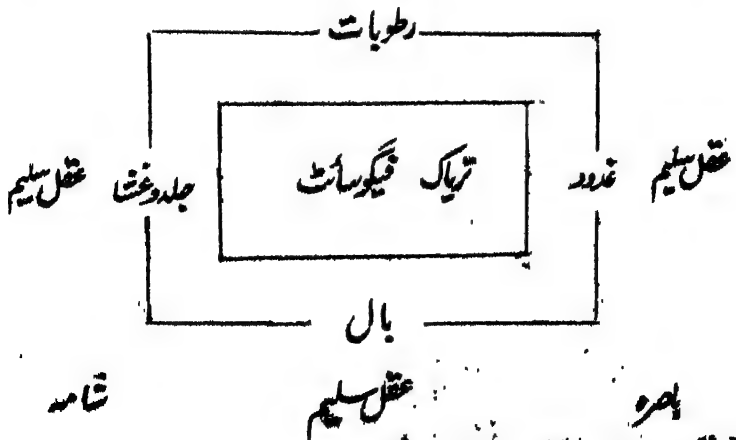 رطوبات
عقل سلیم غدود تریاک فیگوسائٹ جلد و غشا عقل سلیم
بال
باصرہ عقل سلیم شامہ